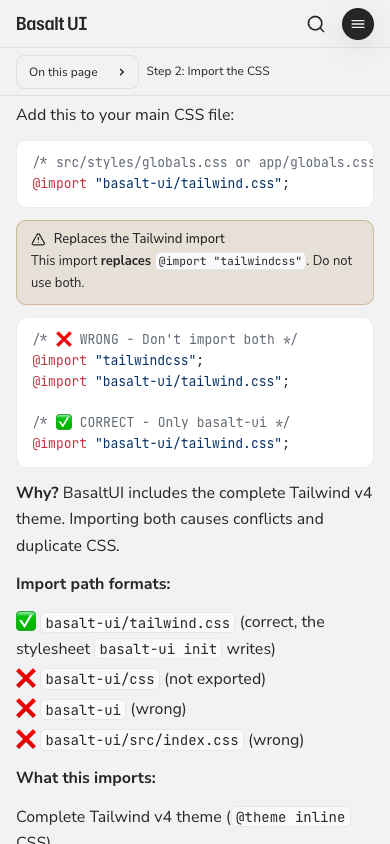 Basalt UI
On this page
Step 2: Import the CSS
Add this to your main CSS file:
/* src/styles/globals.css or app/globals.css
@import "basalt-ui/tailwind.css";
Replaces the Tailwind import
This import replaces @import "tailwindcss". Do not
use both.
/* ❌ WRONG - Don't import both */
@import "tailwindcss";
@import "basalt-ui/tailwind.css";
/* ✅ CORRECT - Only basalt-ui */
@import "basalt-ui/tailwind.css";
Why? BasaltUI includes the complete Tailwind v4
theme. Importing both causes conflicts and
duplicate CSS.
Import path formats:
✅ basalt-ui/tailwind.css (correct, the
stylesheet basalt-ui init writes)
❌ basalt-ui/css (not exported)
❌ basalt-ui (wrong)
❌ basalt-ui/src/index.css (wrong)
What this imports:
Complete Tailwind v4 theme ( @theme inline
CSS)